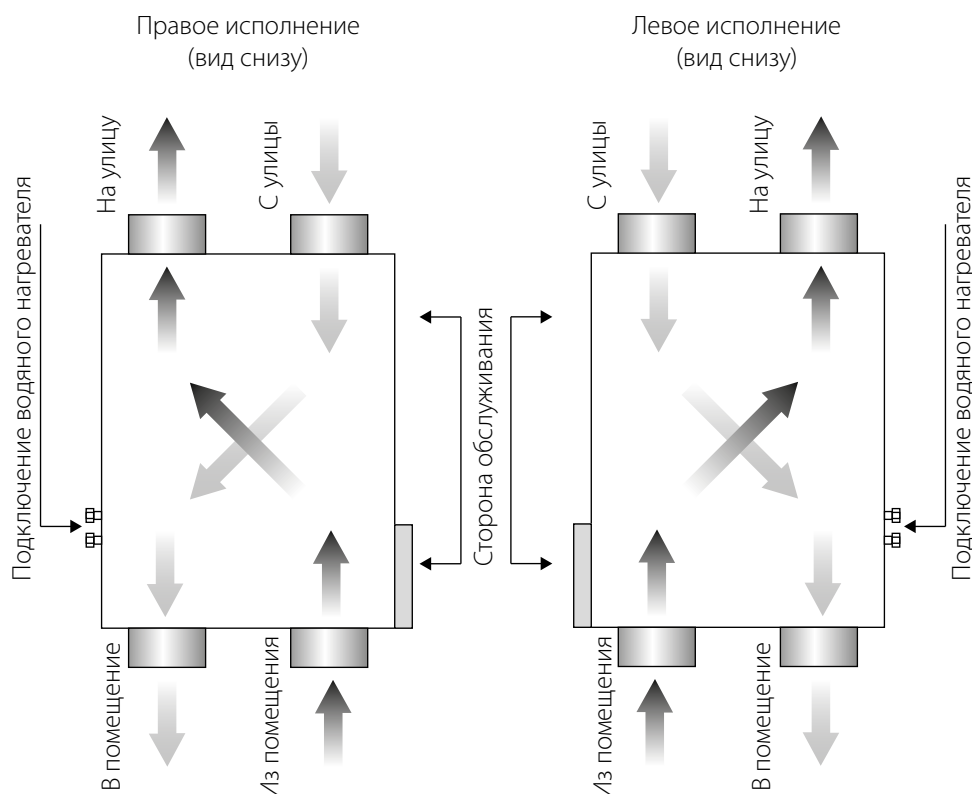 Правое исполнение
(вид снизу)
Левое исполнение
(вид снизу)
На улицу
С улицы
С улицы
На улицу
Подключение водяного нагревателя
Сторона обслуживания
Подключение водяного нагревателя
В помещение
Из помещения
Из помещения
В помещение